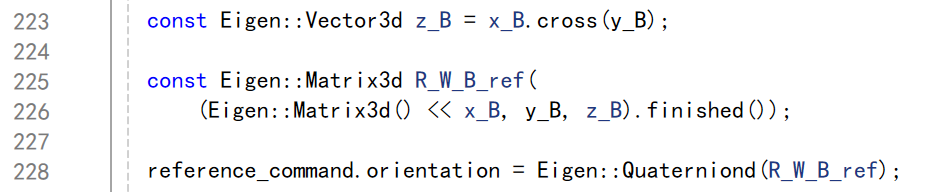 223 const Eigen::Vector3d z_B = x_B.cross(y_B);
224
225 const Eigen::Matrix3d R_W_B_ref(
226 (Eigen::Matrix3d() << x_B, y_B, z_B).finished());
227
228 reference_command.orientation = Eigen::Quaterniond(R_W_B_ref);